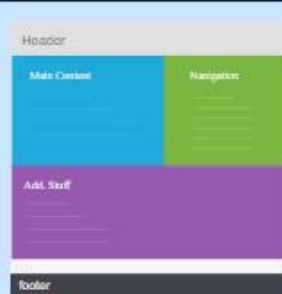 Header
Main Content
Navigation
Add. Stuff
footer